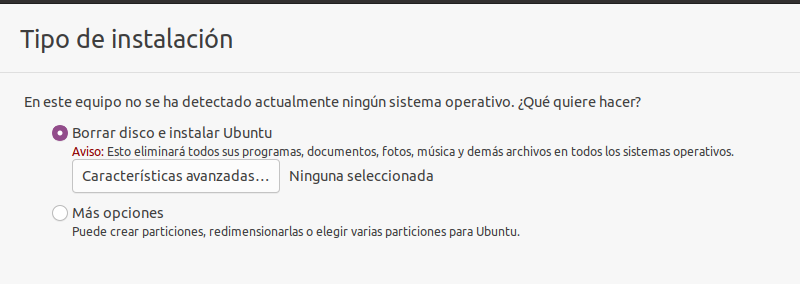 Tipo de instalación
En este equipo no se ha detectado actualmente ningún sistema operativo. ¿Qué quiere hacer?
Borrar disco e instalar Ubuntu
Aviso: Esto eliminará todos sus programas, documentos, fotos, música y demás archivos en todos los sistemas operativos.
Características avanzadas... Ninguna seleccionada
Más opciones
Puede crear particiones, redimensionarlas o elegir varias particiones para Ubuntu.